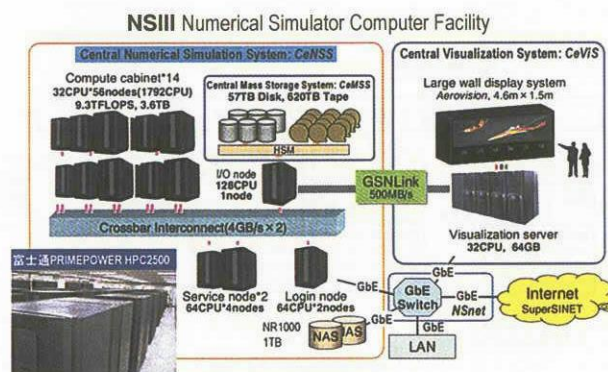 NSIII Numerical Simulator Computer Facility
Central Numerical Simulation System: CeNSS
Compute cabinet*14
32CPU*56nodes(1792CPU)
9.3TFLOPS, 3.6TB
Central Mass Storage System: CeMSS
57TB Disk, 620TB Tape
HSM
I/O node
128CPU
1node
Crossbar Interconnect(4GB/s×2)
富士通PRIMEPOWER HPC2500
Service node*2
64CPU*4nodes
Login node
64CPU*2nodes
NR1000
1TB
NAS
NAS
GSNLink
500MB/s
Central Visualization System: CeViS
Large wall display system
Aerovision, 4.6m×1.5m
Visualization server
32CPU, 64GB
GbE
GbE
GbE
Switch
GbE
NSnet
GbE
GbE
LAN
Internet
SuperSINET